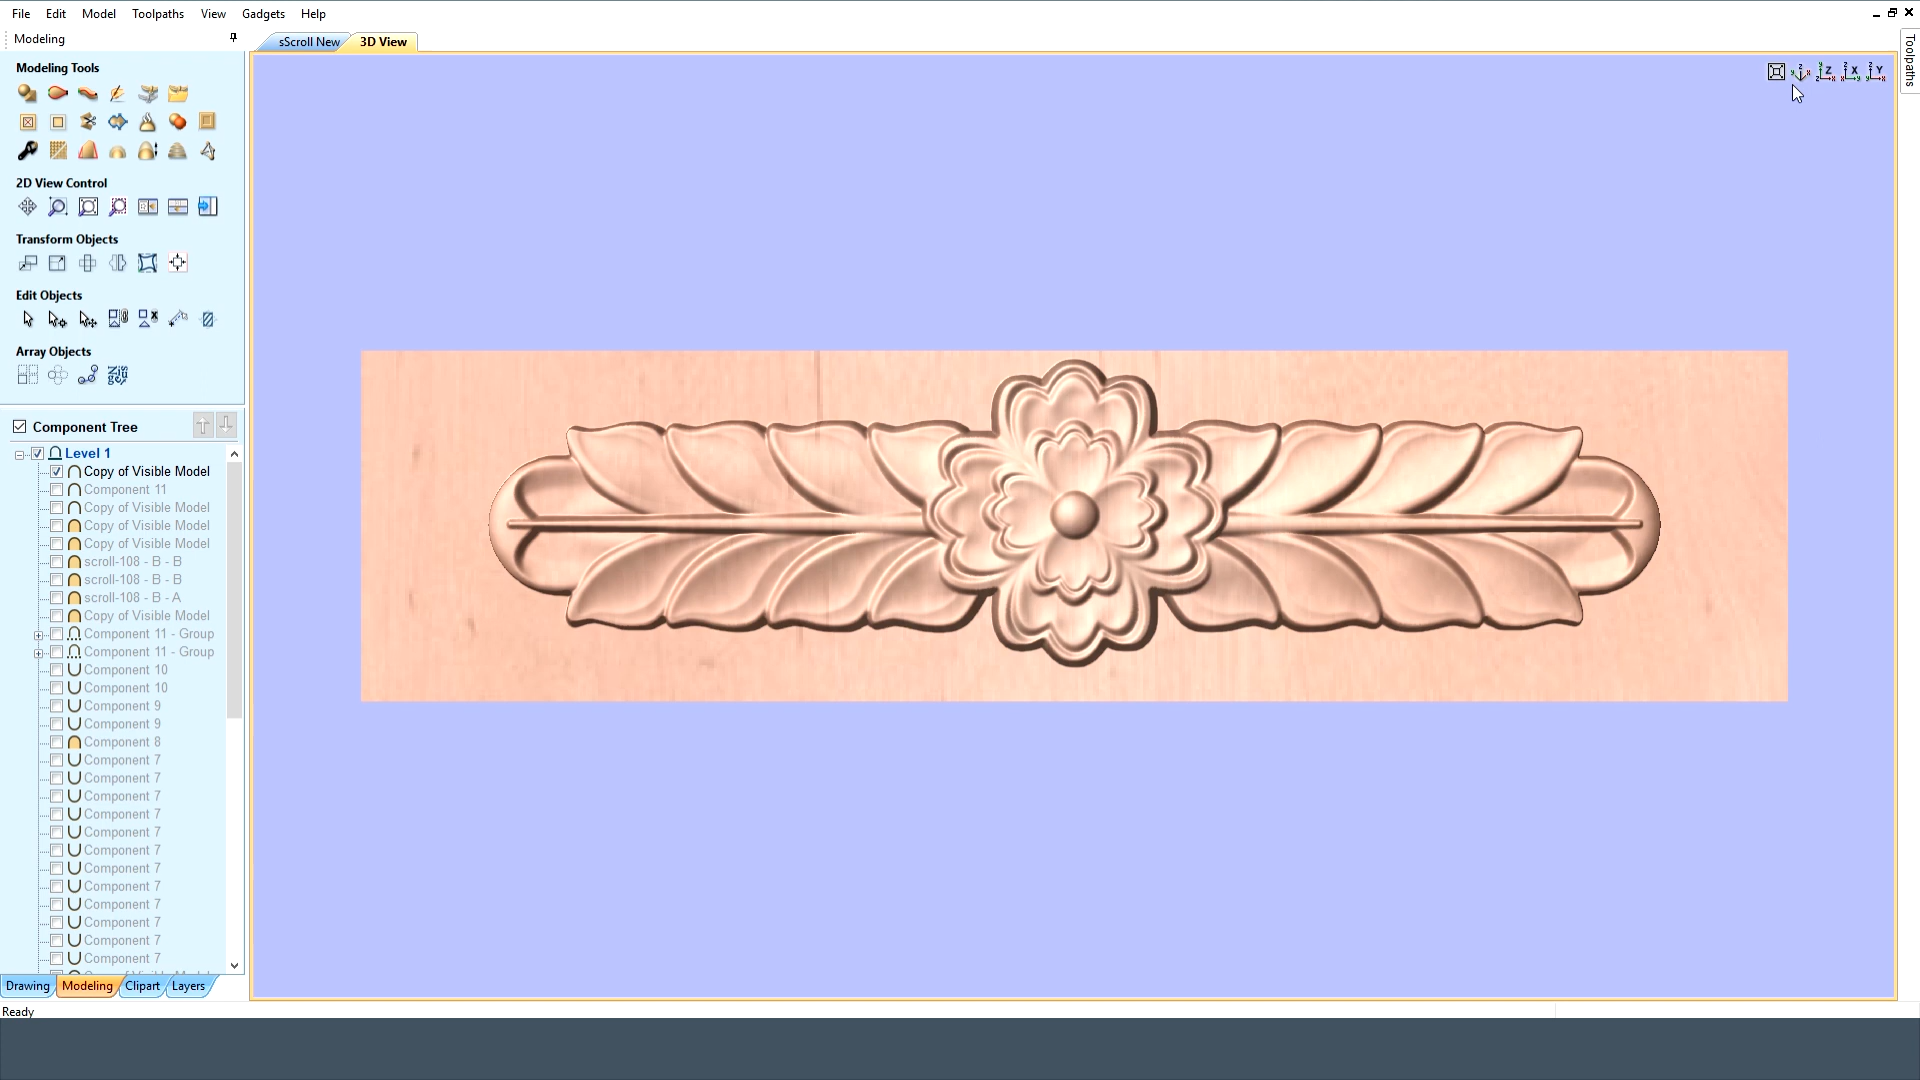 File Edit Model Toolpaths View Gadgets Help
Modeling
sScroll New 3D View
Toolpaths
Modeling Tools
2D View Control
Transform Objects
Edit Objects
Array Objects
Component Tree
Level 1
Copy of Visible Model
Component 11
Copy of Visible Model
Copy of Visible Model
Copy of Visible Model
scroll-108 - B - B
scroll-108 - B - B
scroll-108 - B - A
Copy of Visible Model
Component 11 - Group
Component 11 - Group
Component 10
Component 10
Component 9
Component 9
Component 8
Component 7
Component 7
Component 7
Component 7
Component 7
Component 7
Component 7
Component 7
Component 7
Component 7
Component 7
Component 7
Drawing Modeling Clipart Layers
Ready